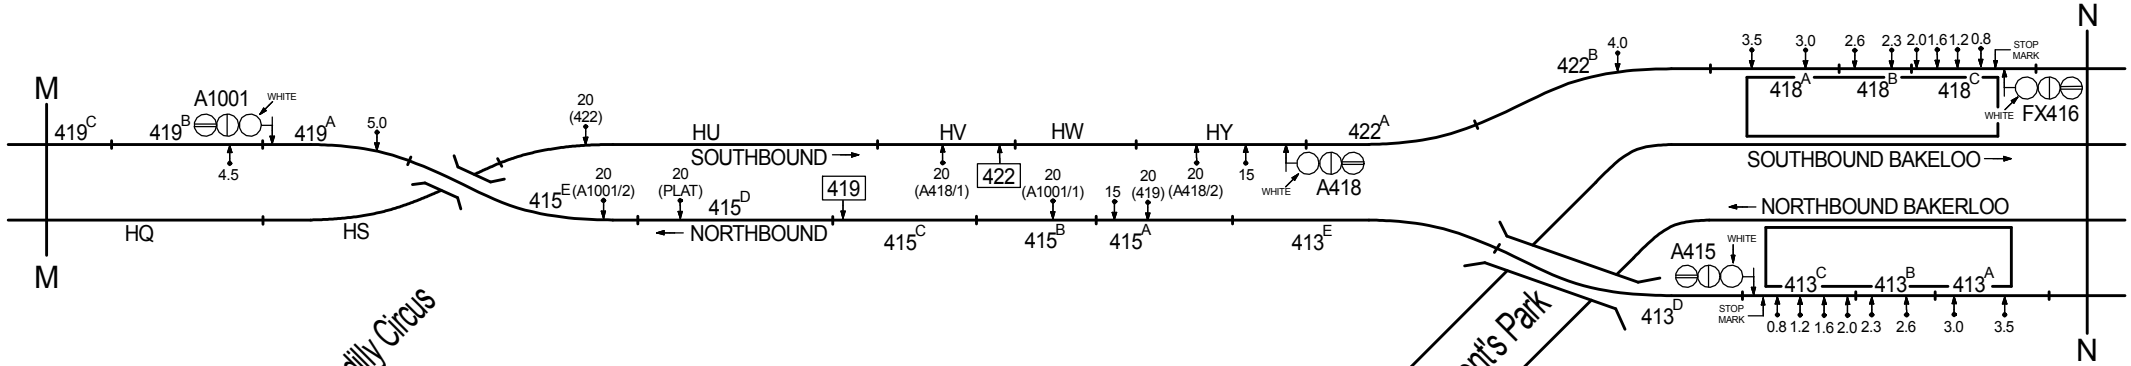 N
M
A1001
WHITE
419C
419B
419A
5.0
4.5
20
(422)
HU
SOUTHBOUND
HV
HW
HY
422A
422B
4.0
20
(A418/1)
422
20
(A418/2)
15
WHITE
A418
3.5
3.0
2.6
2.3
2.0
1.6
1.2
0.8
STOP
MARK
418A
418B
418C
WHITE
FX416
SOUTHBOUND BAKELOO
NORTHBOUND BAKERLOO
HQ
HS
415E
20
(A1001/2)
20
(PLAT)
415D
NORTHBOUND
419
415C
20
(A1001/1)
415B
15
20
(419)
415A
413E
413D
A415
WHITE
STOP
MARK
413C
413B
413A
0.8
1.2
1.6
2.0
2.3
2.6
3.0
3.5
M
N
dilly Circus
ent's Park